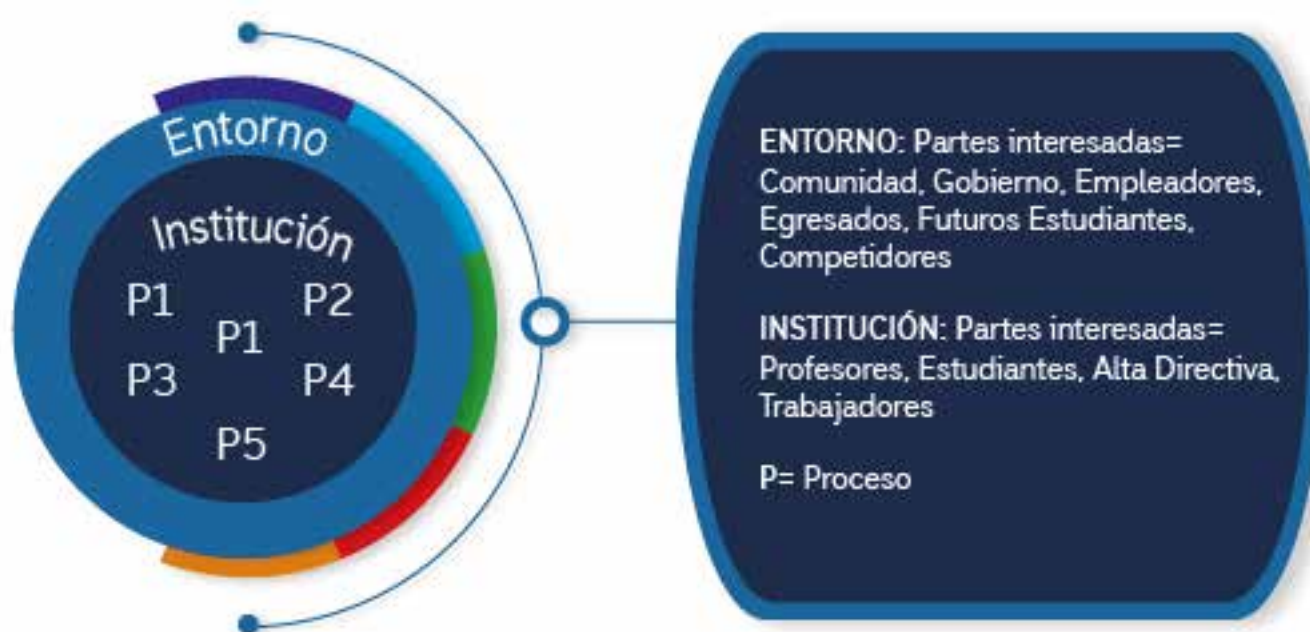 Entorno
Institución
P1 P2
P1
P3 P4
P5
ENTORNO: Partes interesadas=
Comunidad, Gobierno, Empleadores,
Egresados, Futuros Estudiantes,
Competidores
INSTITUCIÓN: Partes interesadas=
Profesores, Estudiantes, Alta Directiva,
Trabajadores
P= Proceso